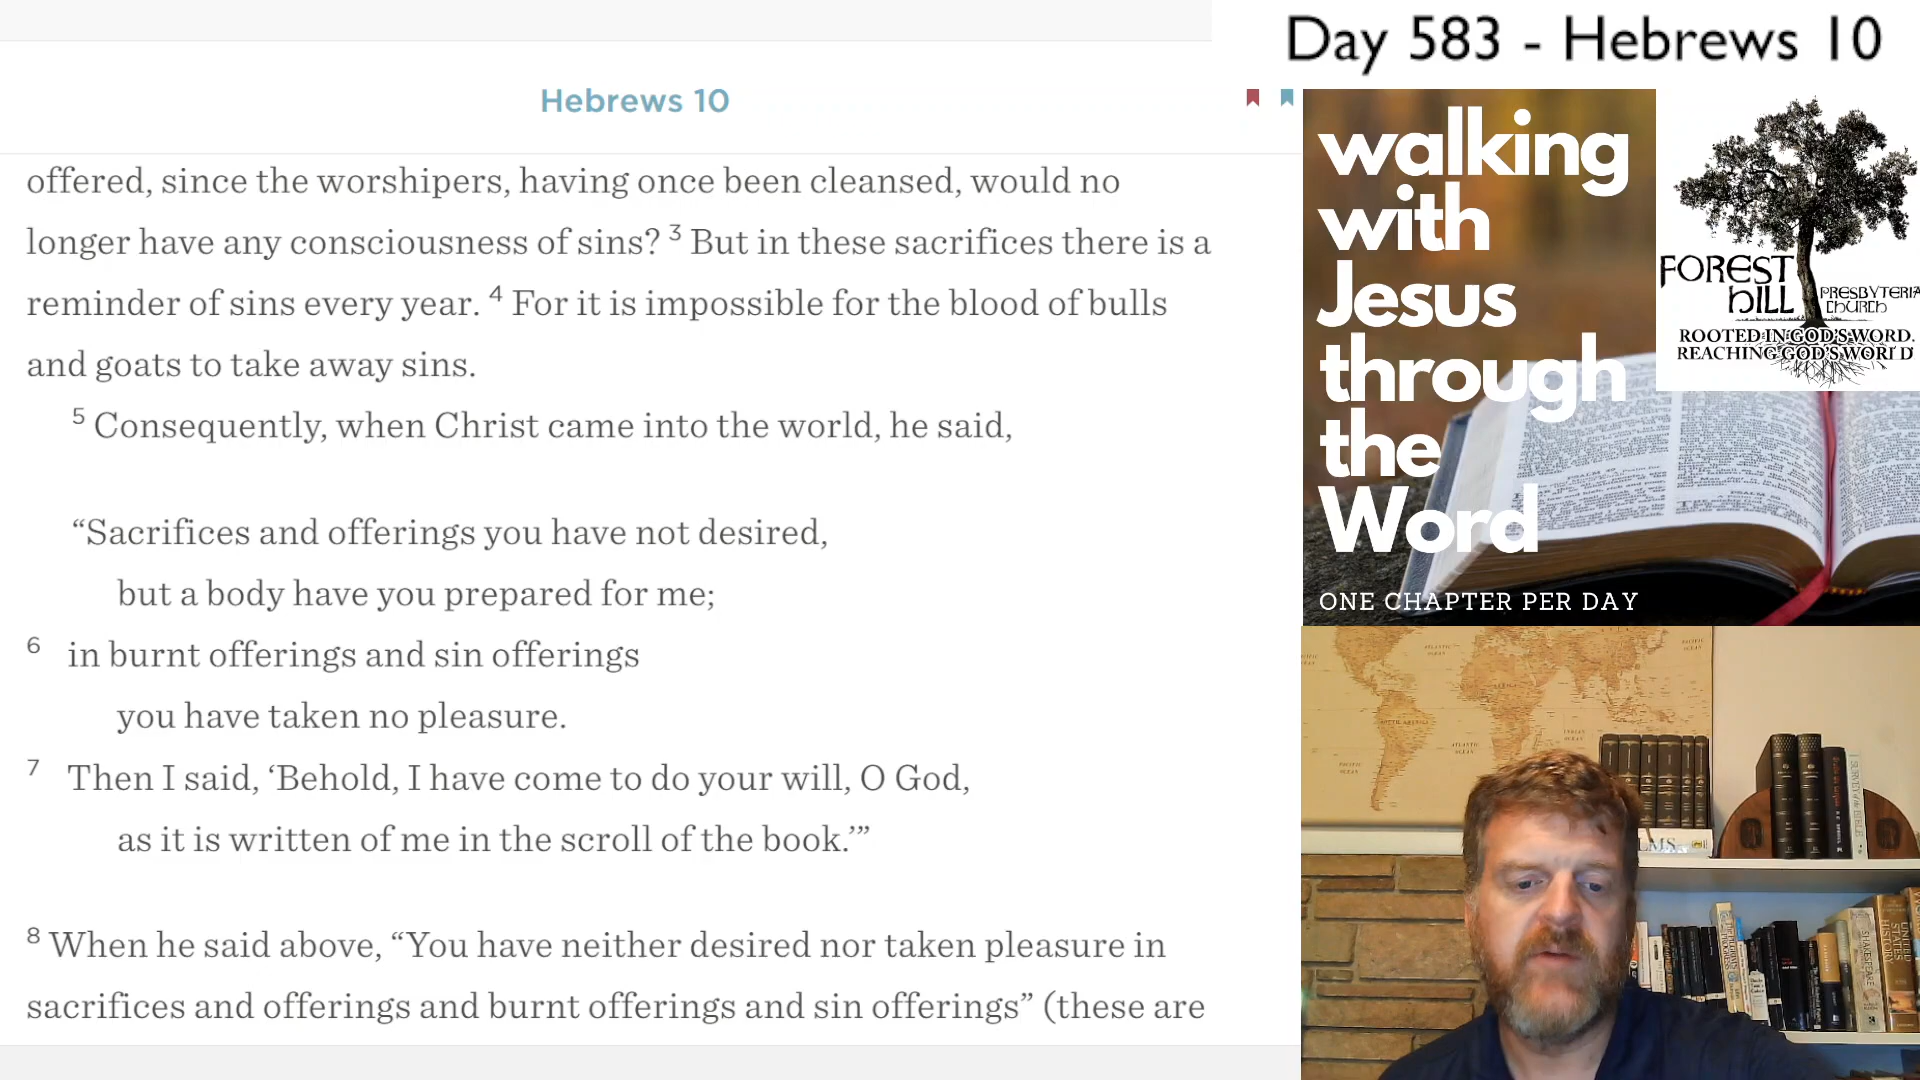 Day 583 - Hebrews 10
Hebrews 10
offered, since the worshipers, having once been cleansed, would no
longer have any consciousness of sins? 3 But in these sacrifices there is a
reminder of sins every year. 4 For it is impossible for the blood of bulls
and goats to take away sins.
5 Consequently, when Christ came into the world, he said,
“Sacrifices and offerings you have not desired,
but a body have you prepared for me;
6 in burnt offerings and sin offerings
you have taken no pleasure.
7 Then I said, ‘Behold, I have come to do your will, O God,
as it is written of me in the scroll of the book.’”
8 When he said above, “You have neither desired nor taken pleasure in
sacrifices and offerings and burnt offerings and sin offerings” (these are
walking
with
Jesus
through
the
Word
ONE CHAPTER PER DAY
FOREST
HILL
PRESBYTERIA
CHURCH
ROOTED IN GOD'S WORD.
REACHING GOD'S WORLD